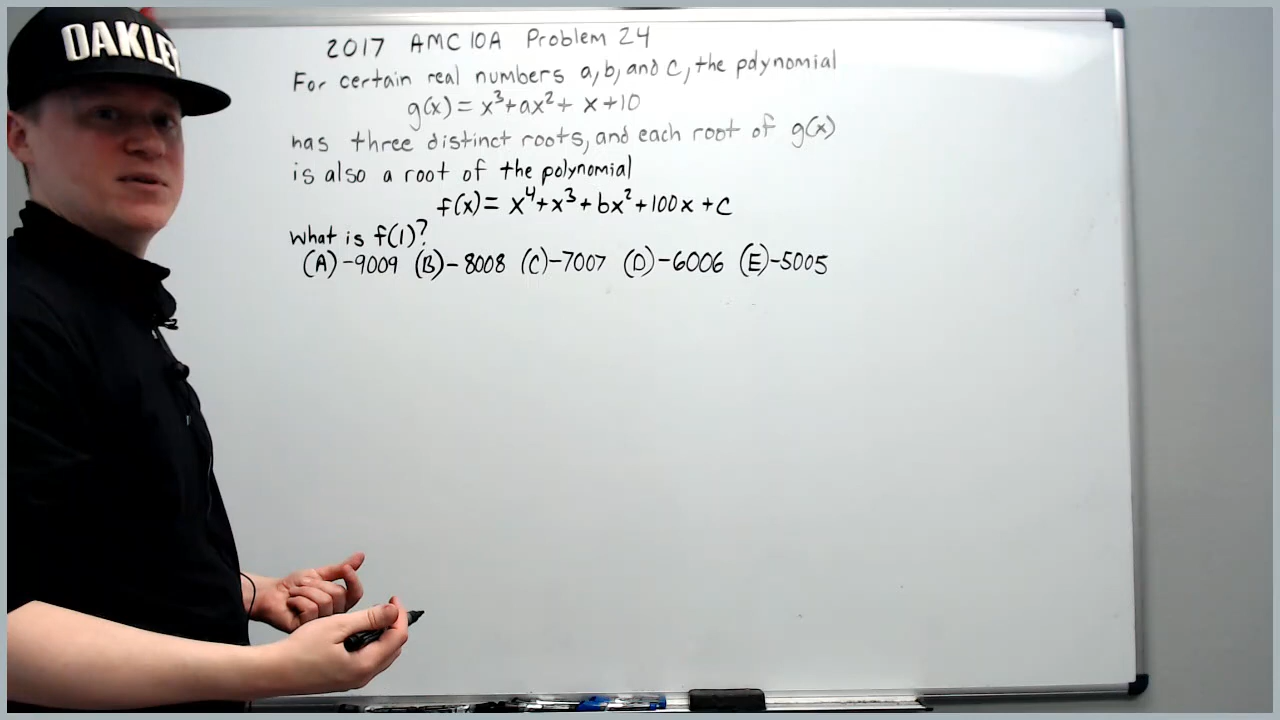 OAKLEY
2017 AMC 10A Problem 24
For certain real numbers a, b, and c, the polynomial
g(x) = x³+ax²+ x +10
has three distinct roots, and each root of g(x)
is also a root of the polynomial
f(x) = x⁴+x³+bx²+100x+c
What is f(1)?
(A) -9009 (B) -8008 (C) -7007 (D) -6006 (E) -5005